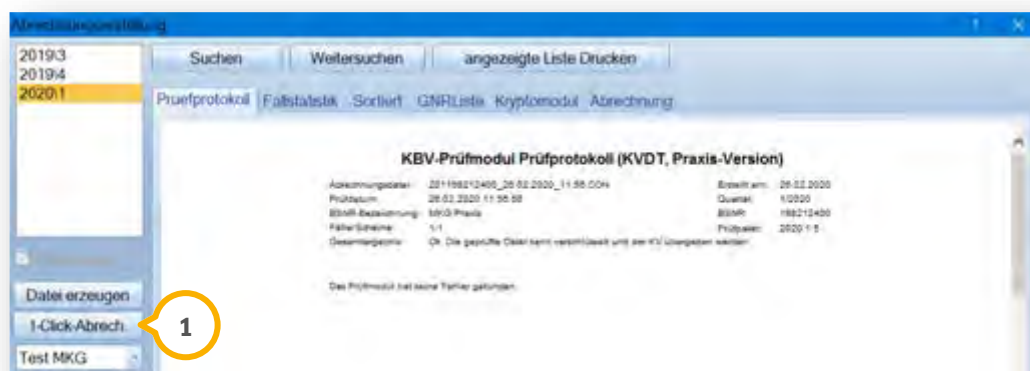 Abrechnungserstellung
2019\3
2019\4
2020\1
Suchen Weitersuchen angezeigte Liste Drucken
Pruefprotokoll Fallstatistik Sortiert GNRListe Kryptomodul Abrechnung
KBV-Prüfmodul Prüfprotokoll (KVDT, Praxis-Version)
Abrechnungsdatei: Erstellt am: 26.02.2020
Prüfdatum: 26.02.2020 11:56:58 Quartal: 1/2020
BSNR-Bezeichnung: MKG Praxis BSNR:
Fälle/Scheine: 1/1 Prüfpaket:
Gesamtergebnis: Ok. Die geprüfte Datei kann verschlüsselt und der KV übergeben werden.
Das Prüfmodul hat keine Fehler gefunden.
Datei erzeugen
1-Click-Abrech.
1
Test MKG